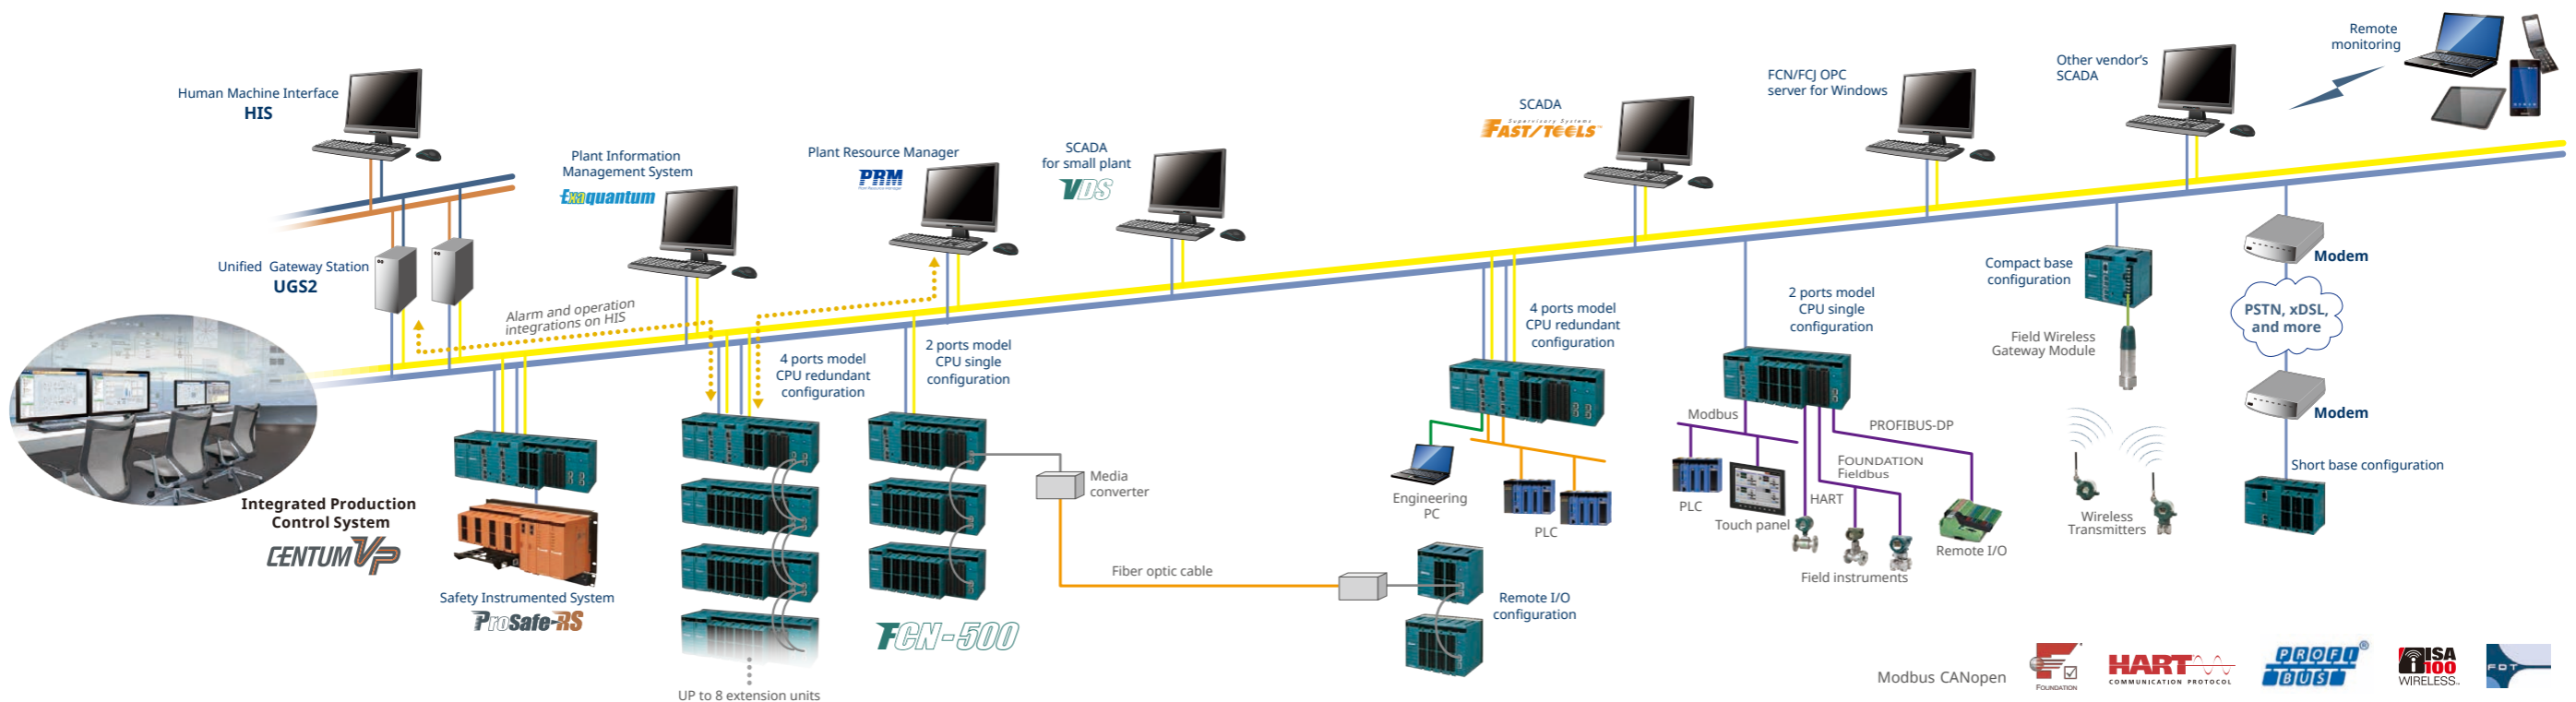 Human Machine Interface
HIS
Unified Gateway Station
UGS2
Alarm and operation
integrations on HIS
Integrated Production
Control System
CENTUM VP
Safety Instrumented System
ProSafe-RS
Plant Information
Management System
Exaquantum
Plant Resource Manager
PRM
SCADA
for small plant
VDS
4 ports model
CPU redundant
configuration
UP to 8 extension units
2 ports model
CPU single
configuration
FCN-500
Media
converter
Fiber optic cable
Remote I/O
configuration
SCADA
Supervisory Systems
FAST/TOOLS™
4 ports model
CPU redundant
configuration
Engineering
PC
PLC
FCN/FCJ OPC
server for Windows
2 ports model
CPU single
configuration
Modbus
PLC
Touch panel
HART
FOUNDATION
Fieldbus
PROFIBUS-DP
Field instruments
Remote I/O
Other vendor's
SCADA
Remote
monitoring
Compact base
configuration
Field Wireless
Gateway Module
Wireless
Transmitters
Modem
PSTN, xDSL,
and more
Modem
Short base configuration
Modbus CANopen
FOUNDATION
HART
COMMUNICATION PROTOCOL
PROFI
BUS
®
ISA
100
WIRELESS
FDT